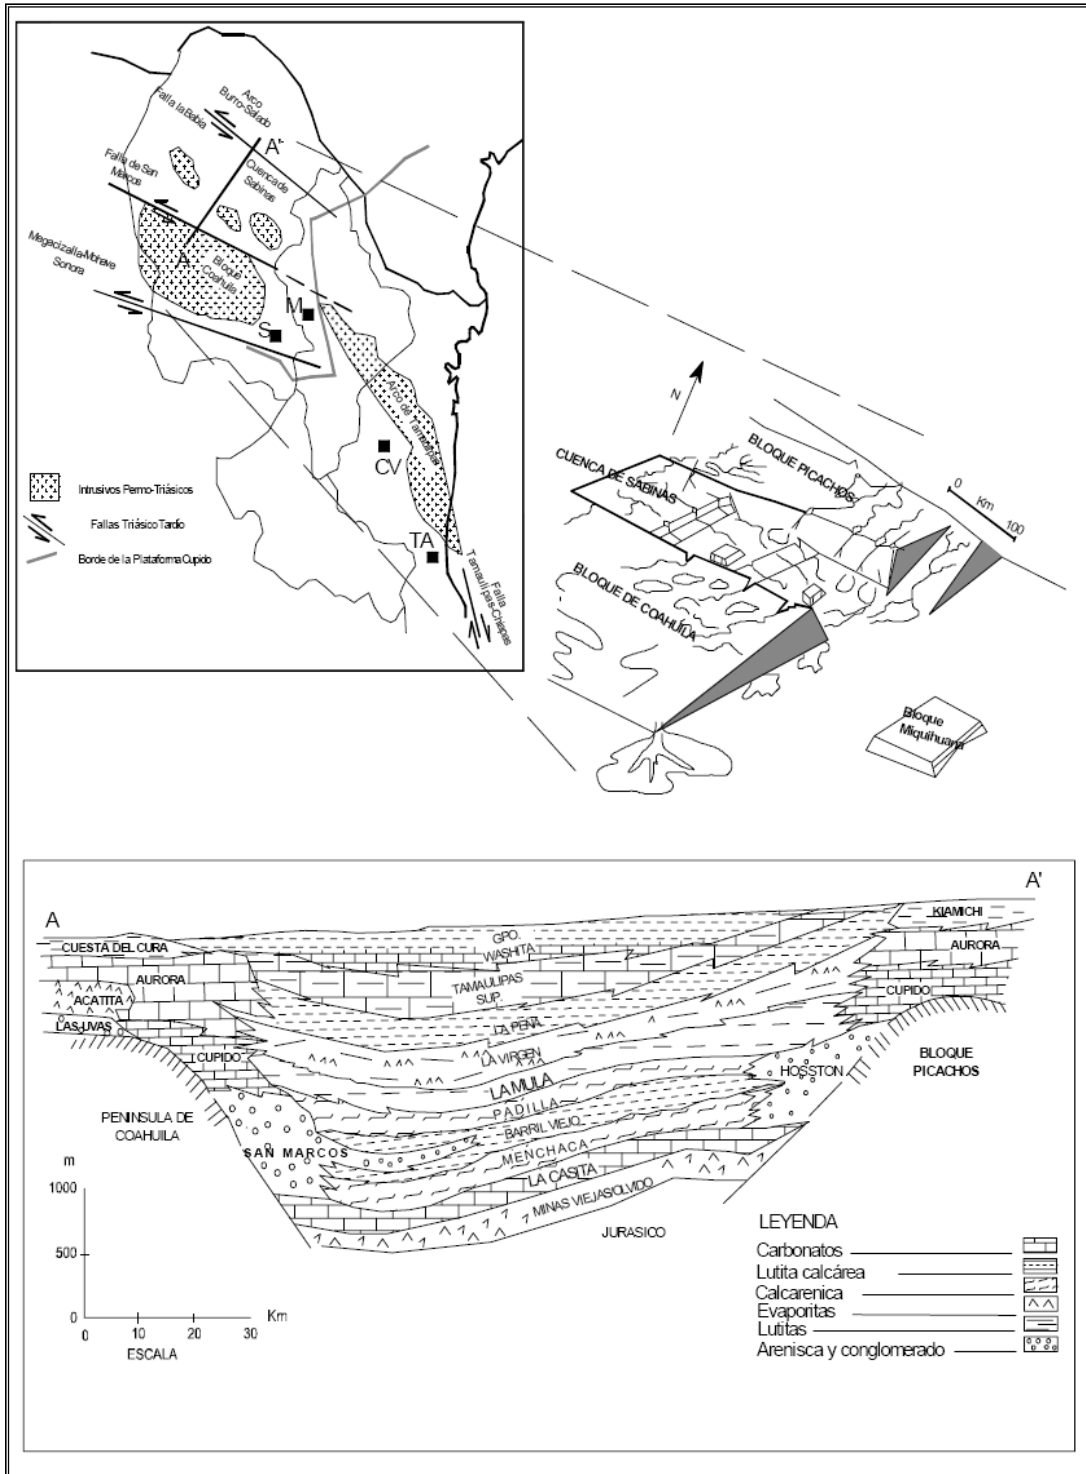 Arco
Burro-Salado
Falla la Babia
A'
Falla de San
Marcos
Cuenca de
Sabinas
Megacizalla-Mohave
Sonora
A
Bloque
Coahuila
M
S
Arco de Tamaulipas
CV
TA
Falla
Tamaulipas-Chiapas
Intrusivos Permo-Triásicos
Fallas Triásico Tardío
Borde de la Plataforma Cupido
N
BLOQUE PICACHOS
CUENCA DE SABINAS
0
Km
100
BLOQUE DE COAHUILA
Bloque
Miquihuana
A
A'
CUESTA DEL CURA
GPO.
WASHITA
KIAMICHI
AURORA
AURORA
TAMAULIPAS
SUP.
ACATITA
CUPIDO
LAS UVAS
LA PEÑA
CUPIDO
LA VIRGEN
HOSSTON
BLOQUE
PICACHOS
LA MULA
PADILLA
PENINSULA DE
COAHUILA
BARRIL VIEJO
SAN MARCOS
MENCHACA
LA CASITA
MINAS VIEJAS/OLVIDO
JURASICO
m
1000
500
0
Km
0 10 20 30
ESCALA
LEYENDA
Carbonatos
Lutita calcárea
Calcarenica
Evaporitas
Lutitas
Arenisca y conglomerado